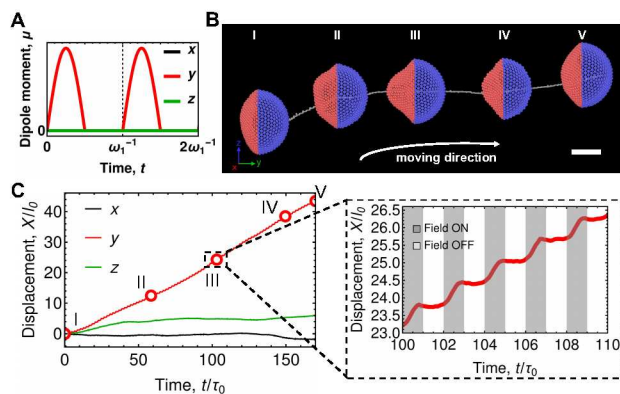 A
Dipole moment, μ
0
x
y
z
0
ω₁⁻¹
2ω₁⁻¹
Time, t
B
I
II
III
IV
V
z
x
y
moving direction
C
Displacement, X/l₀
40
30
20
10
0
x
y
z
I
II
III
IV
V
0
50
100
150
Time, t/τ₀
Displacement, X/l₀
26.5
26.0
25.5
25.0
24.5
24.0
23.5
23.0
Field ON
Field OFF
100
102
104
106
108
110
Time, t/τ₀